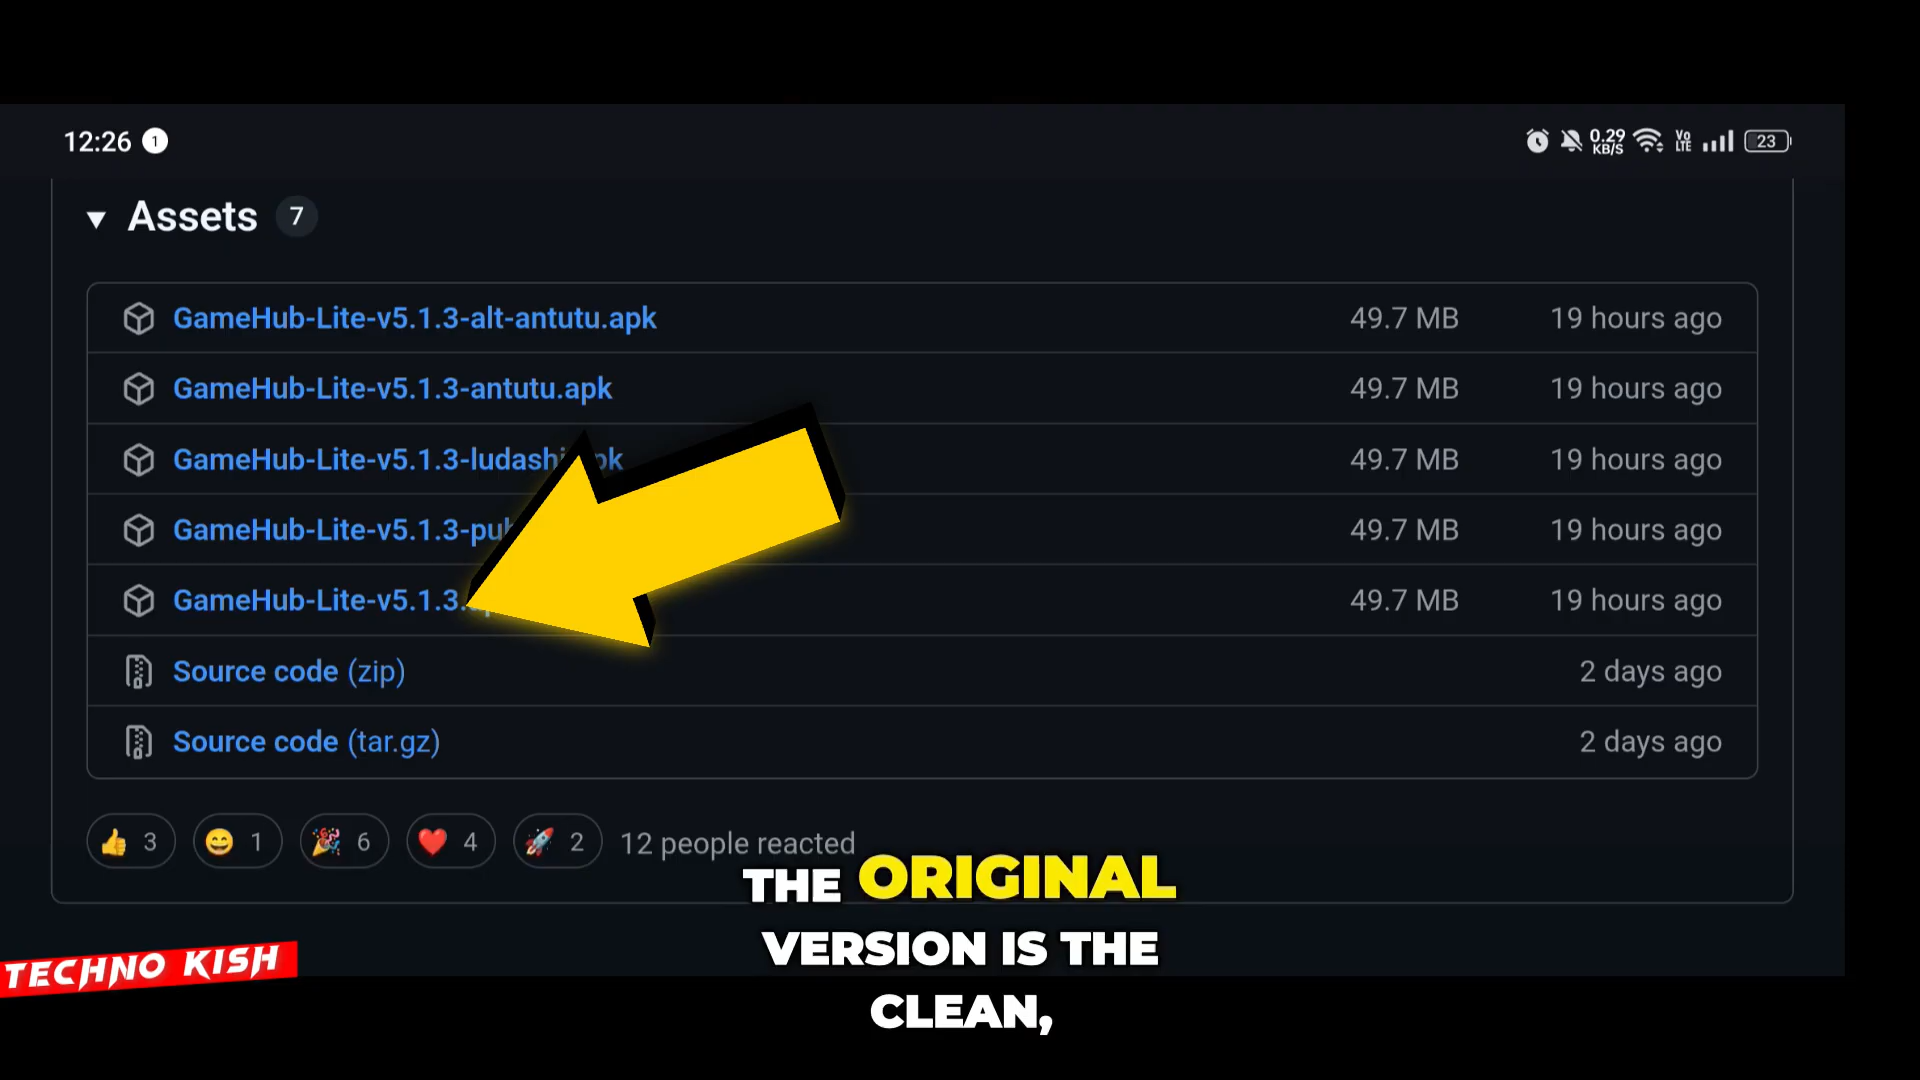 12:26 1 0.29 KB/S Vo LTE 23
▼ Assets 7
GameHub-Lite-v5.1.3-alt-antutu.apk 49.7 MB 19 hours ago
GameHub-Lite-v5.1.3-antutu.apk 49.7 MB 19 hours ago
GameHub-Lite-v5.1.3-ludashi 49.7 MB 19 hours ago
GameHub-Lite-v5.1.3-pu 49.7 MB 19 hours ago
GameHub-Lite-v5.1.3. 49.7 MB 19 hours ago
Source code (zip) 2 days ago
Source code (tar.gz) 2 days ago
👍 3 😄 1 🎉 6 ❤️ 4 🚀 2 12 people reacted
THE ORIGINAL
VERSION IS THE
CLEAN,
TECHNO KISH